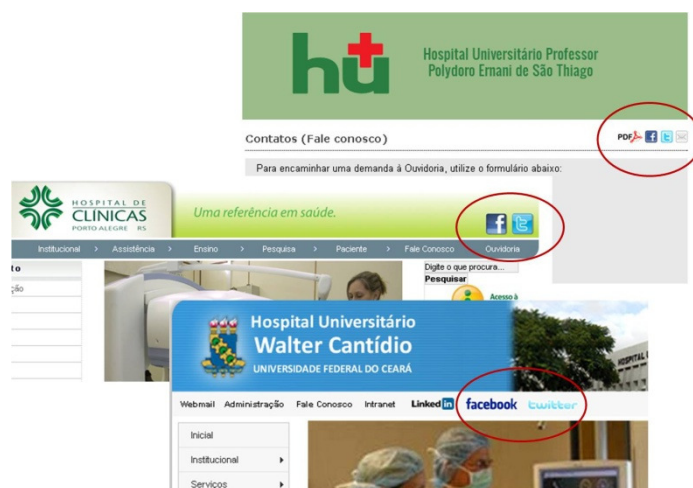 hu
Hospital Universitário Professor
Polydoro Ernani de São Thiago
Contatos (Fale conosco)
PDF
Para encaminhar uma demanda à Ouvidoria, utilize o formulário abaixo:
HOSPITAL DE
CLÍNICAS
PORTO ALEGRE RS
Uma referência em saúde.
Institucional > Assistência > Ensino > Pesquisa > Paciente > Fale Conosco Ouvidoria
to
ção
Digite o que procura...
Pesquisar
Acesso à
Hospital Universitário
Walter Cantídio
UNIVERSIDADE FEDERAL DO CEARÁ
HOSPITAL
Webmail Administração Fale Conosco Intranet Linked in facebook twitter
Inicial
Institucional
Serviços